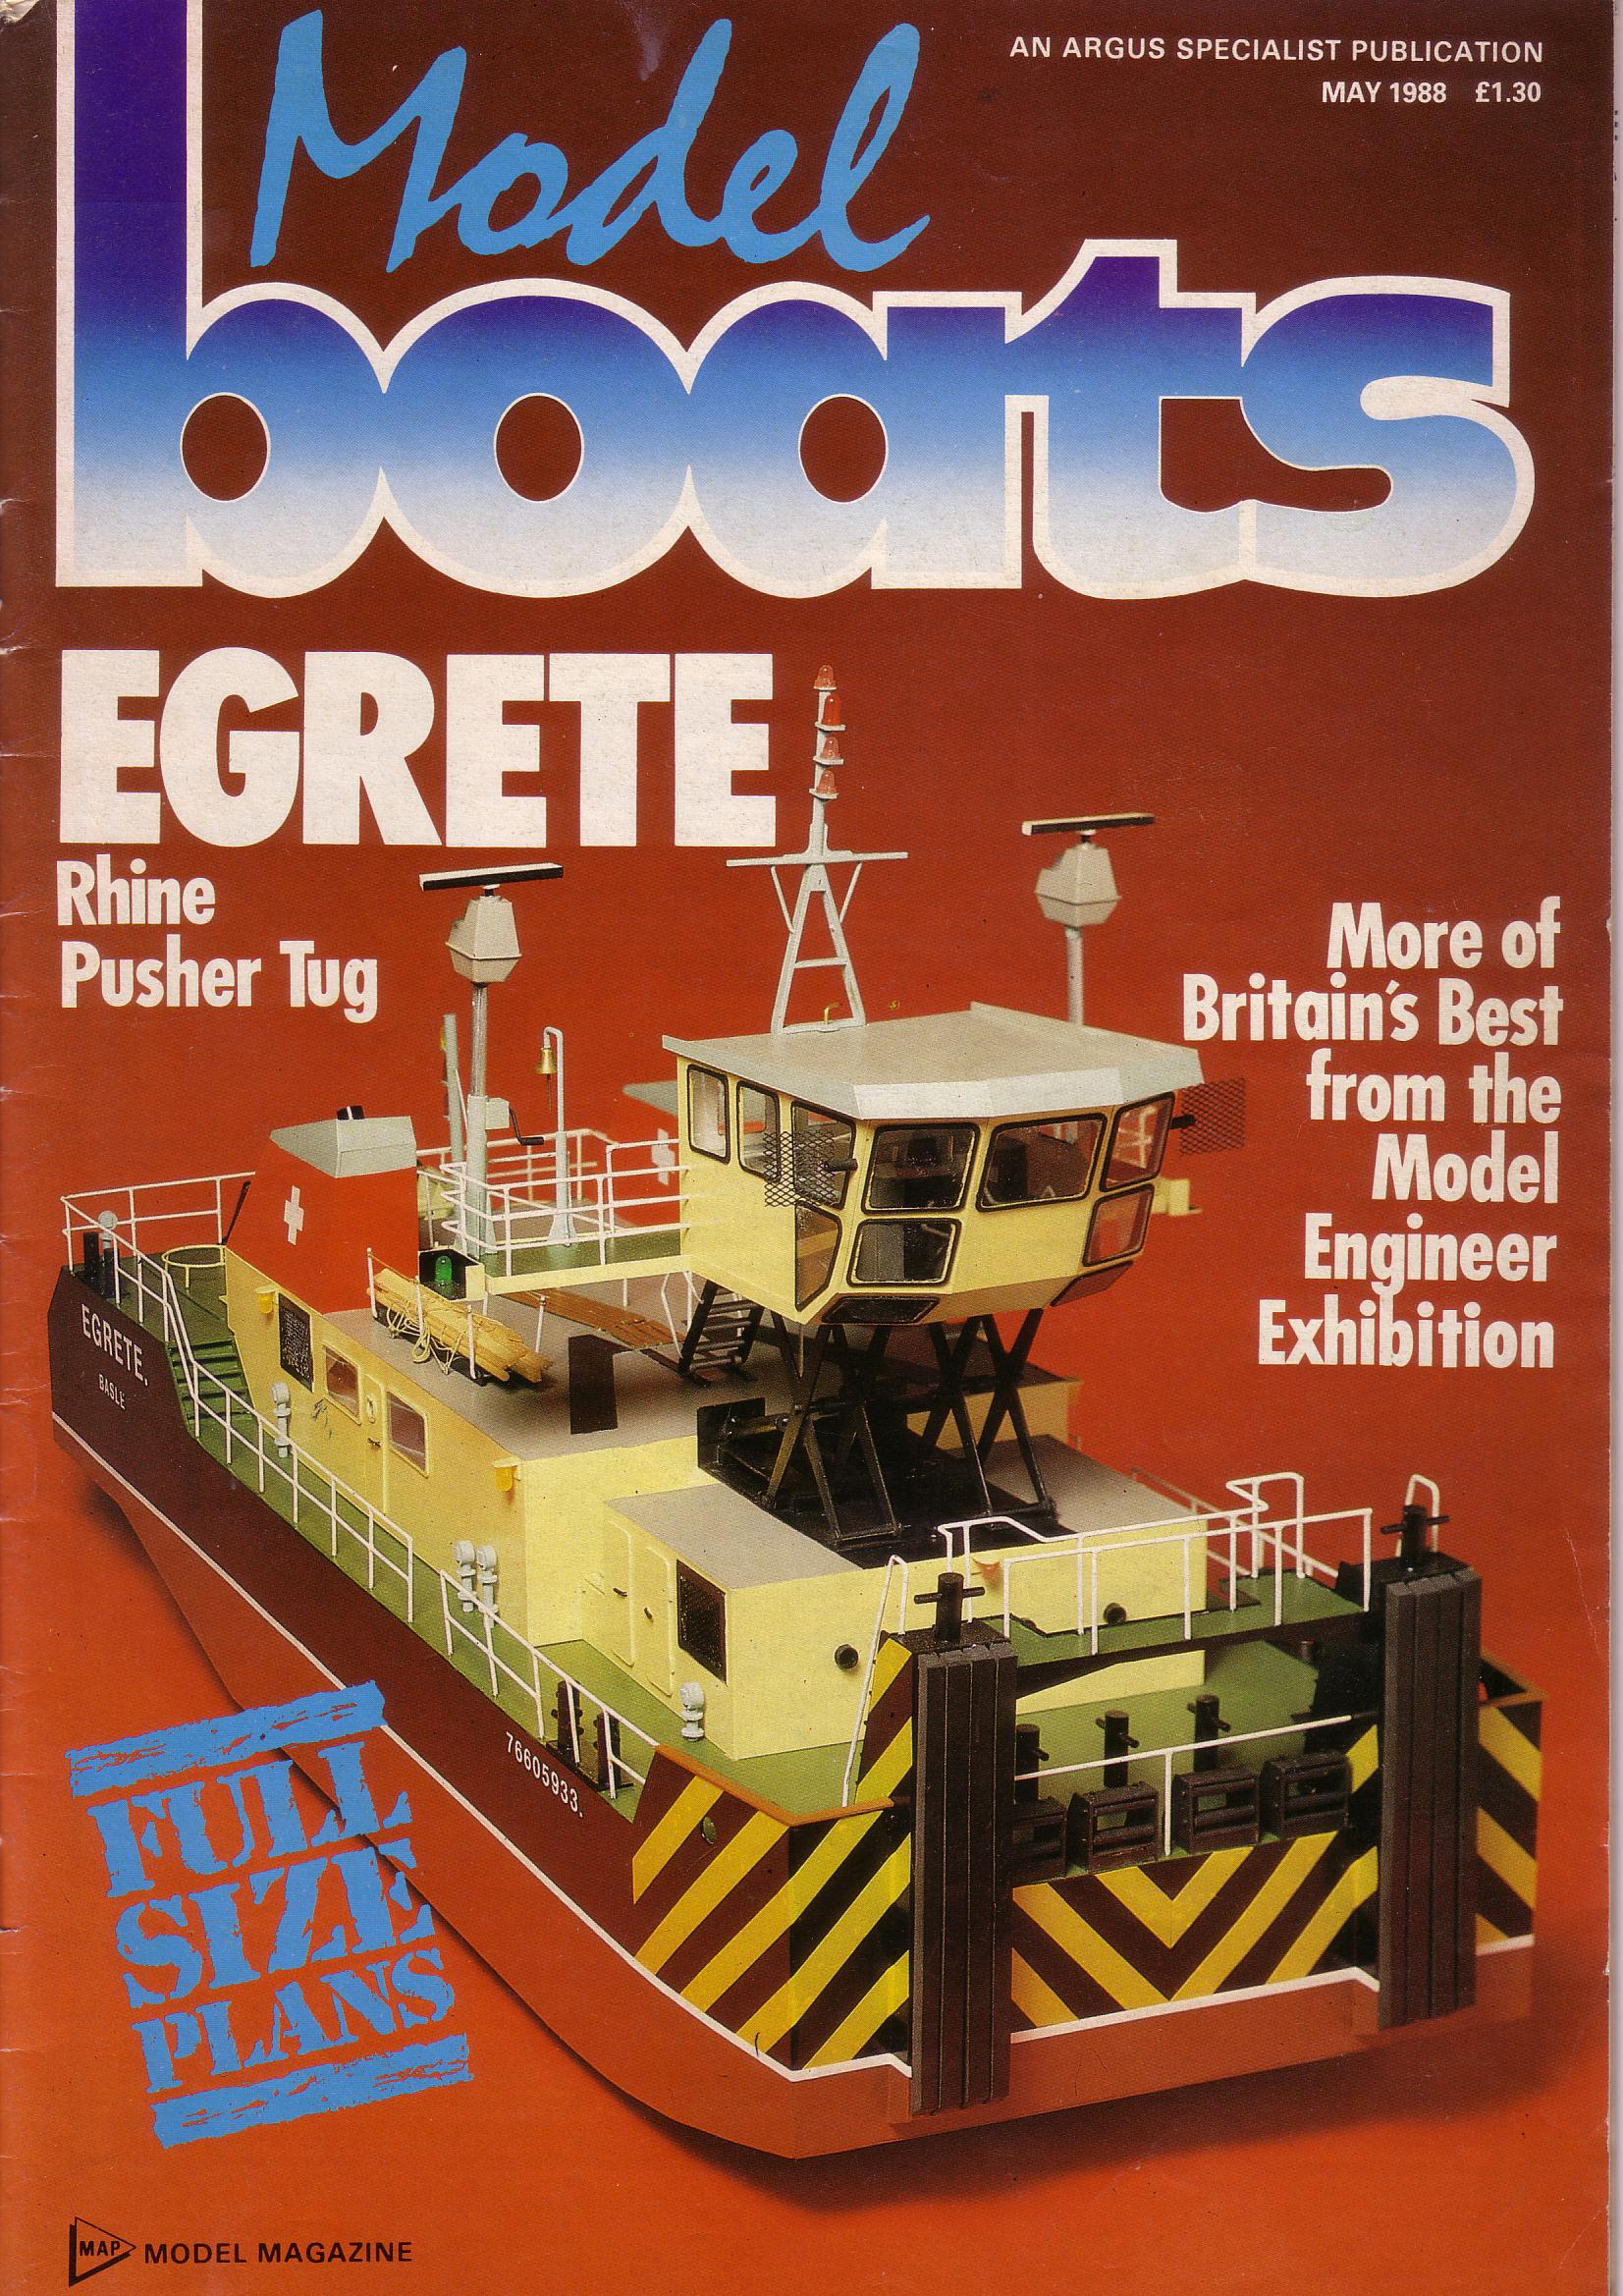 AN ARGUS SPECIALIST PUBLICATION
MAY 1988 £1.30
Model
boats
EGRETE
Rhine
Pusher Tug
More of
Britain's Best
from the
Model
Engineer
Exhibition
EGRETE.
BASLE
76605933.
FULL
SIZE
PLANS
MAP MODEL MAGAZINE